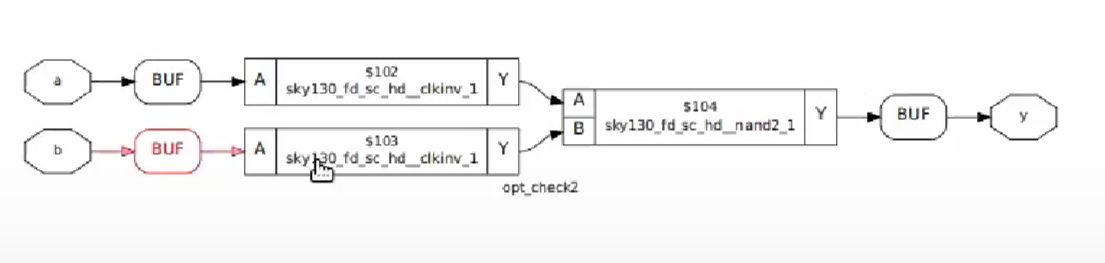 a
BUF
A
$102
sky130_fd_sc_hd__clkinv_1
Y
b
BUF
A
$103
sky130_fd_sc_hd__clkinv_1
Y
A
B
$104
sky130_fd_sc_hd__nand2_1
Y
BUF
y
opt_check2